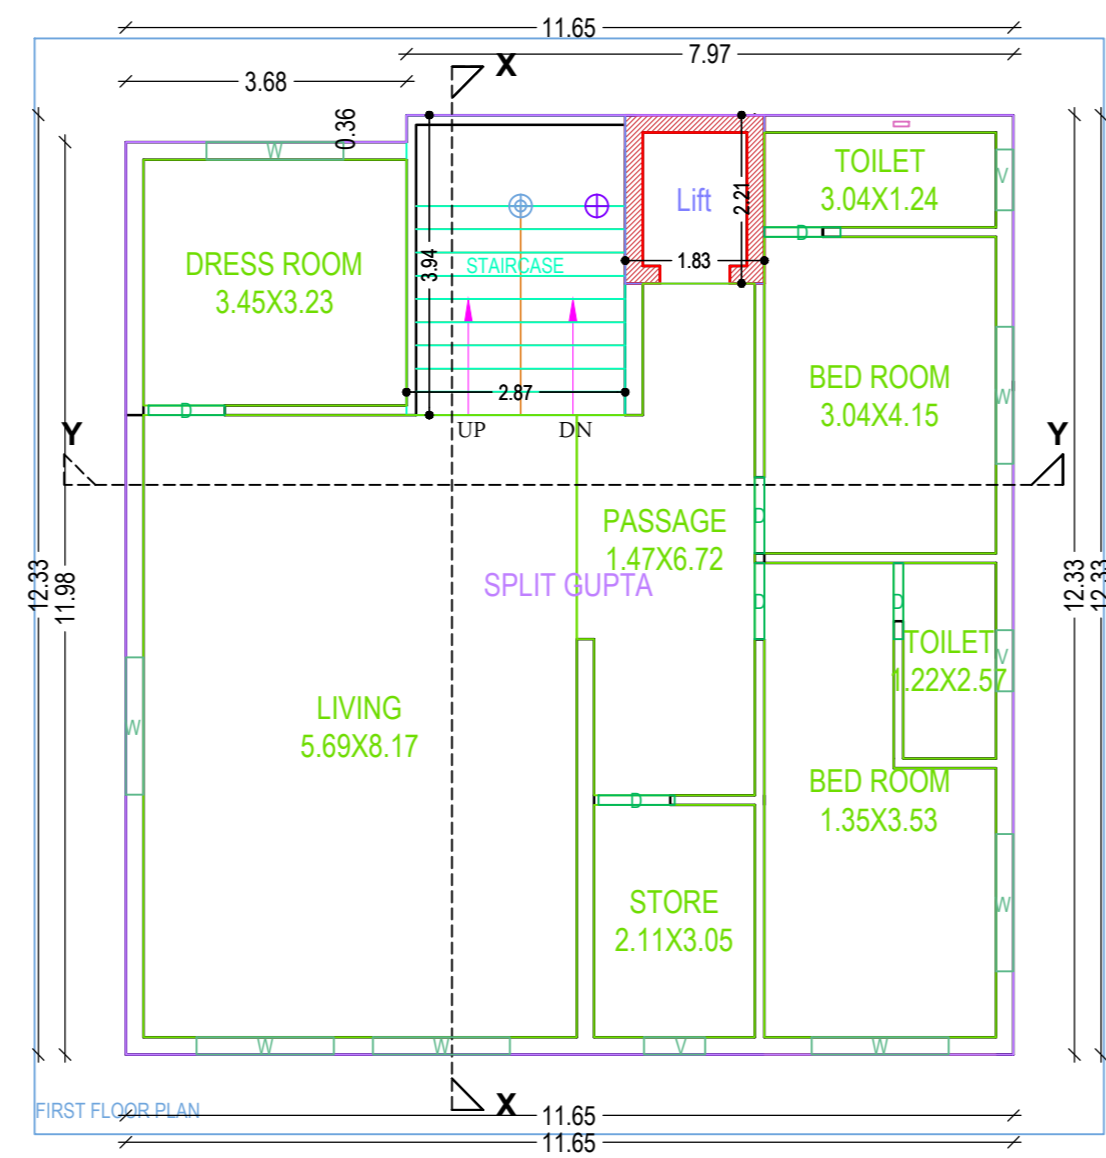 11.65
7.97
X
3.68
0.36
W
TOILET
3.04X1.24
V
Lift
2.21
D
DRESS ROOM
3.45X3.23
STAIRCASE
3.94
1.83
BED ROOM
3.04X4.15
W
2.87
D
UP
DN
Y
Y
PASSAGE
1.47X6.72
D
SPLIT GUPTA
12.33
11.98
12.33
12.33
D
D
TOILET
1.22X2.57
V
LIVING
5.69X8.17
W
BED ROOM
1.35X3.53
D
STORE
2.11X3.05
W
W
W
V
W
X
FIRST FLOOR PLAN
11.65
11.65